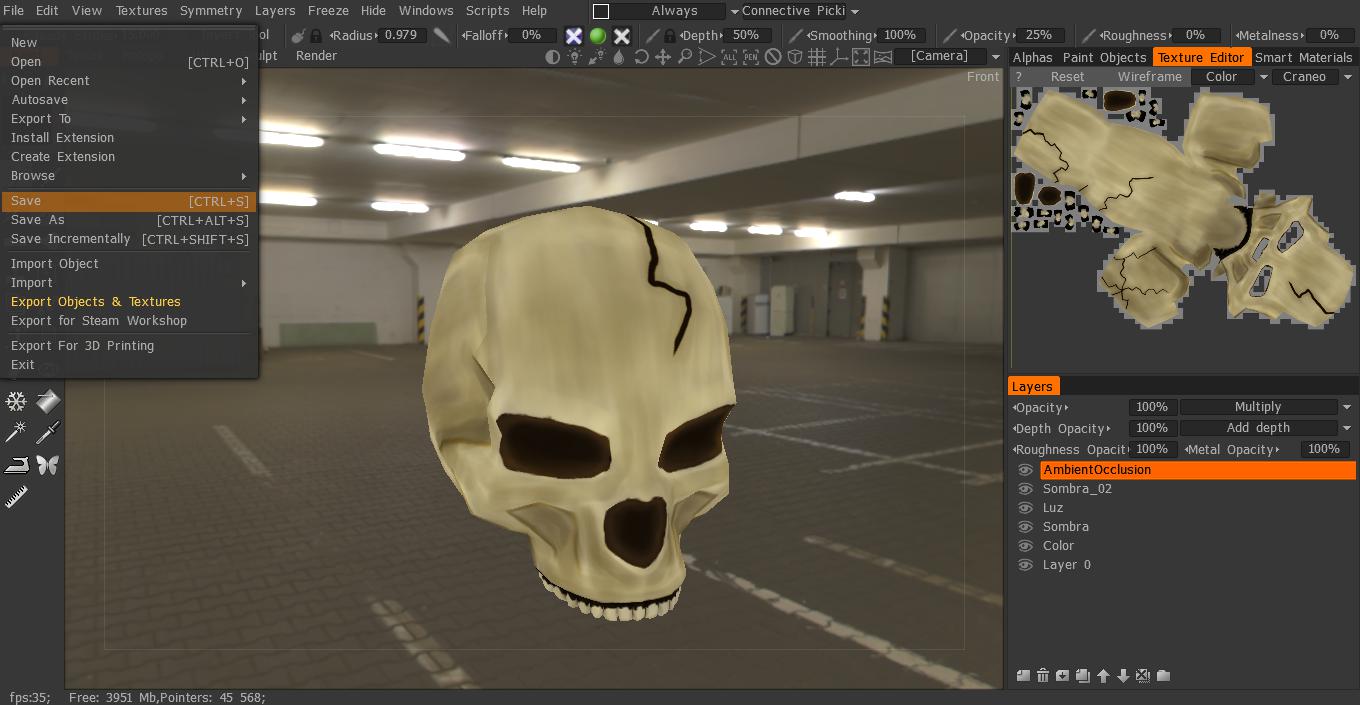 File Edit View Textures Symmetry Layers Freeze Hide Windows Scripts Help Always Connective Picki
Radius 0.979 Falloff 0% Depth 50% Smoothing 100% Opacity 25% Roughness 0% Metalness 0%
Render [Camera]
Front
New
Open [CTRL+O]
Open Recent
Autosave
Export To
Install Extension
Create Extension
Browse
Save [CTRL+S]
Save As [CTRL+ALT+S]
Save Incrementally [CTRL+SHIFT+S]
Import Object
Import
Export Objects & Textures
Export for Steam Workshop
Export For 3D Printing
Exit
ALL PEN
Alphas Paint Objects Texture Editor Smart Materials
? Reset Wireframe Color Craneo
Layers
Opacity 100% Multiply
Depth Opacity 100% Add depth
Roughness Opacit 100% Metal Opacity 100%
AmbientOcclusion
Sombra_02
Luz
Sombra
Color
Layer 0
fps:35; Free: 3951 Mb,Pointers: 45 568;